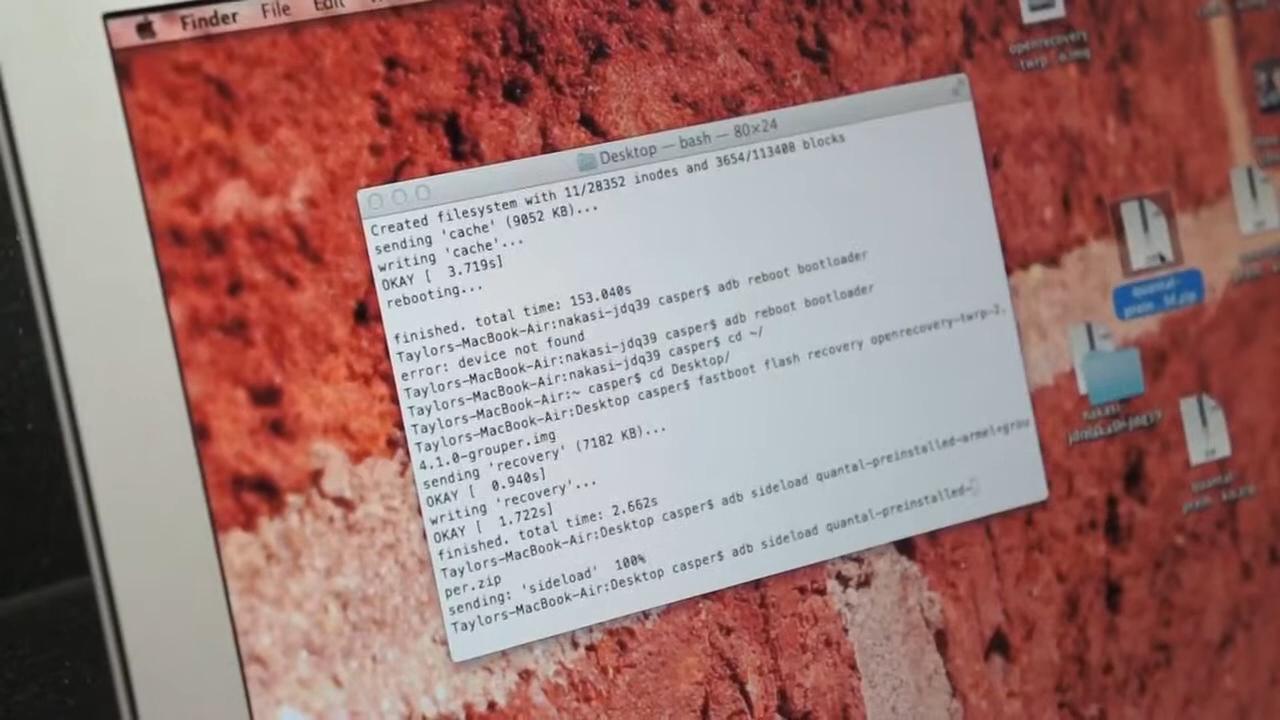 Finder File Edit
openrecovery
Desktop — bash — 80×24
Created filesystem with 11/28352 inodes and 3654/113408 blocks
sending 'cache' (9052 KB)...
writing 'cache'...
OKAY [  3.719s]
rebooting...
finished. total time: 153.040s
Taylors-MacBook-Air:nakasi-jdq39 casper$ adb reboot bootloader
error: device not found
Taylors-MacBook-Air:nakasi-jdq39 casper$ adb reboot bootloader
Taylors-MacBook-Air:nakasi-jdq39 casper$ cd ~/
Taylors-MacBook-Air:~ casper$ cd Desktop/
Taylors-MacBook-Air:Desktop casper$ fastboot flash recovery openrecovery-twrp-2.
4.1.0-grouper.img
sending 'recovery' (7182 KB)...
OKAY [  0.940s]
writing 'recovery'...
OKAY [  1.722s]
finished. total time: 2.662s
Taylors-MacBook-Air:Desktop casper$ adb sideload quantal-preinstalled-armel+grou
per.zip
sending: 'sideload'  100%
Taylors-MacBook-Air:Desktop casper$ adb sideload quantal-preinstalled-